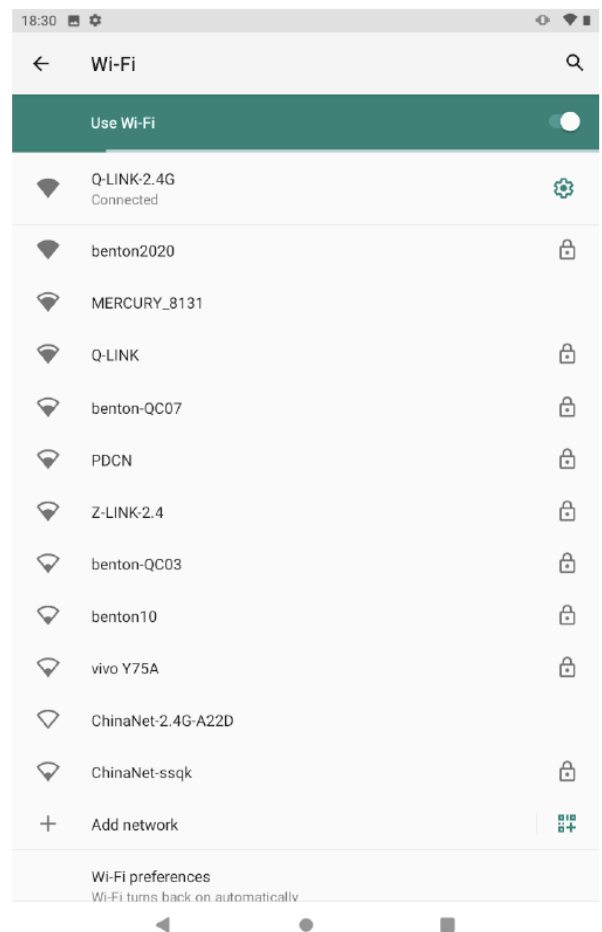 18:30
Wi-Fi
Use Wi-Fi
Q-LINK-2.4G
Connected
benton2020
MERCURY_8131
Q-LINK
benton-QC07
PDCN
Z-LINK-2.4
benton-QC03
benton10
vivo Y75A
ChinaNet-2.4G-A22D
ChinaNet-ssqk
Add network
Wi-Fi preferences
Wi-Fi turns back on automatically